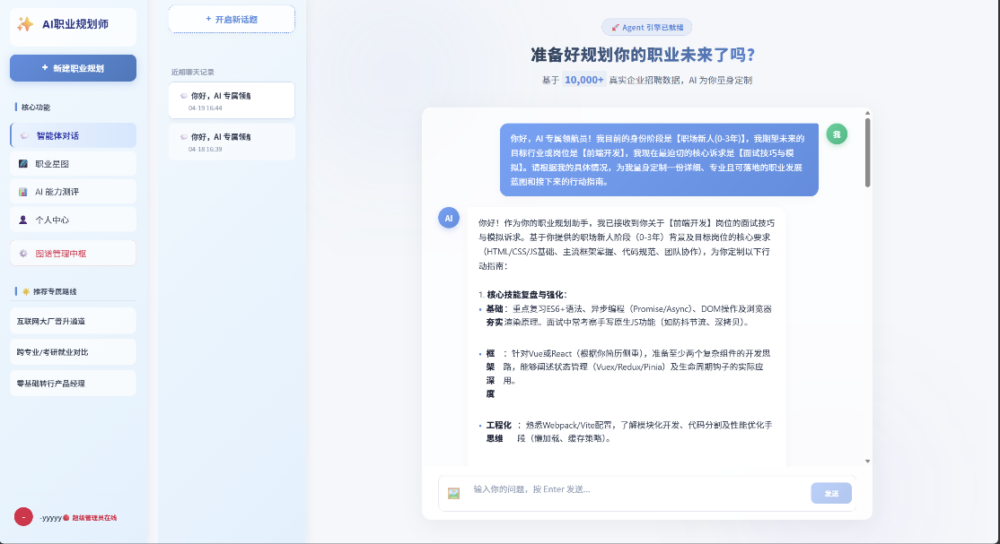 AI职业规划师
+ 新建职业规划
核心功能
智能体对话
职业星图
AI 能力测评
个人中心
图谱管理中枢
推荐专属路线
互联网大厂晋升通道
跨专业/考研就业对比
零基础转行产品经理
-
-yyyyy
超级管理员在线
+ 开启新话题
近期聊天记录
你好，AI 专属领航
04-19 16:44
你好，AI 专属领航
04-18 16:39
Agent 引擎已就绪
准备好规划你的职业未来了吗？
基于 10,000+ 真实企业招聘数据，AI 为你量身定制
你好，AI 专属领航员！我目前的身份阶段是【职场新人(0-3年)】，我期望未来的
目标行业或岗位是【前端开发】，我现在最迫切的核心诉求是【面试技巧与模
拟】。请根据我的具体情况，为我量身定制一份详细、专业且可落地的职业发展
蓝图和接下来的行动指南。
我
AI
你好！作为你的职业规划助手，我已接收到你关于【前端开发】岗位的面试技巧
与模拟诉求。基于你提供的职场新人阶段（0-3年）背景及目标岗位的核心要求
（HTML/CSS/JS基础、主流框架掌握、代码规范、团队协作），为你定制以下行
动指南：
1. 核心技能复盘与强化：
• 基础夯实：重点复习ES6+语法、异步编程（Promise/Async）、DOM操作及浏览器
渲染原理。面试中常考察手写原生JS功能（如防抖节流、深拷贝）。
• 框架深度：针对Vue或React（根据你简历侧重），准备至少两个复杂组件的开发思
路，能够阐述状态管理（Vuex/Redux/Pinia）及生命周期钩子的实际应
用。
• 工程化思维：熟悉Webpack/Vite配置，了解模块化开发、代码分割及性能优化手
段（懒加载、缓存策略）。
输入你的问题，按 Enter 发送...
发送